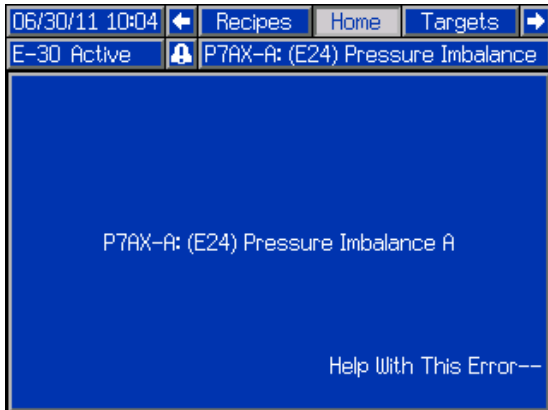 06/30/11 10:04 Recipes Home Targets
E-30 Active P7AX-A: (E24) Pressure Imbalance
P7AX-A: (E24) Pressure Imbalance A
Help With This Error--